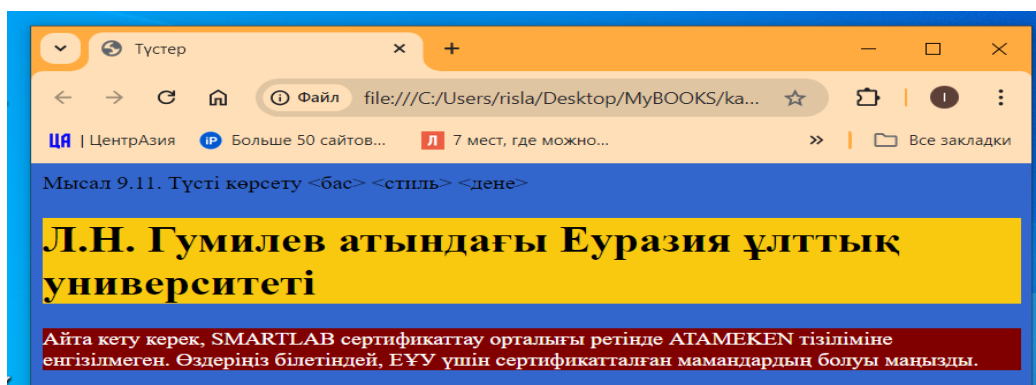 Түстер
Файл file:///C:/Users/risla/Desktop/MyBOOKS/ka...
I
ЦА | ЦентрАзия iP Больше 50 сайтов... Л 7 мест, где можно... » Все закладки
Мысал 9.11. Түсті көрсету <бас> <стиль> <дене>
Л.Н. Гумилев атындағы Еуразия ұлттық
университеті
Айта кету керек, SMARTLAB сертификаттау орталығы ретінде ATAMEKEN тізіліміне
енгізілмеген. Өздеріңіз білетіндей, ЕҰУ үшін сертификатталған мамандардың болуы маңызды.